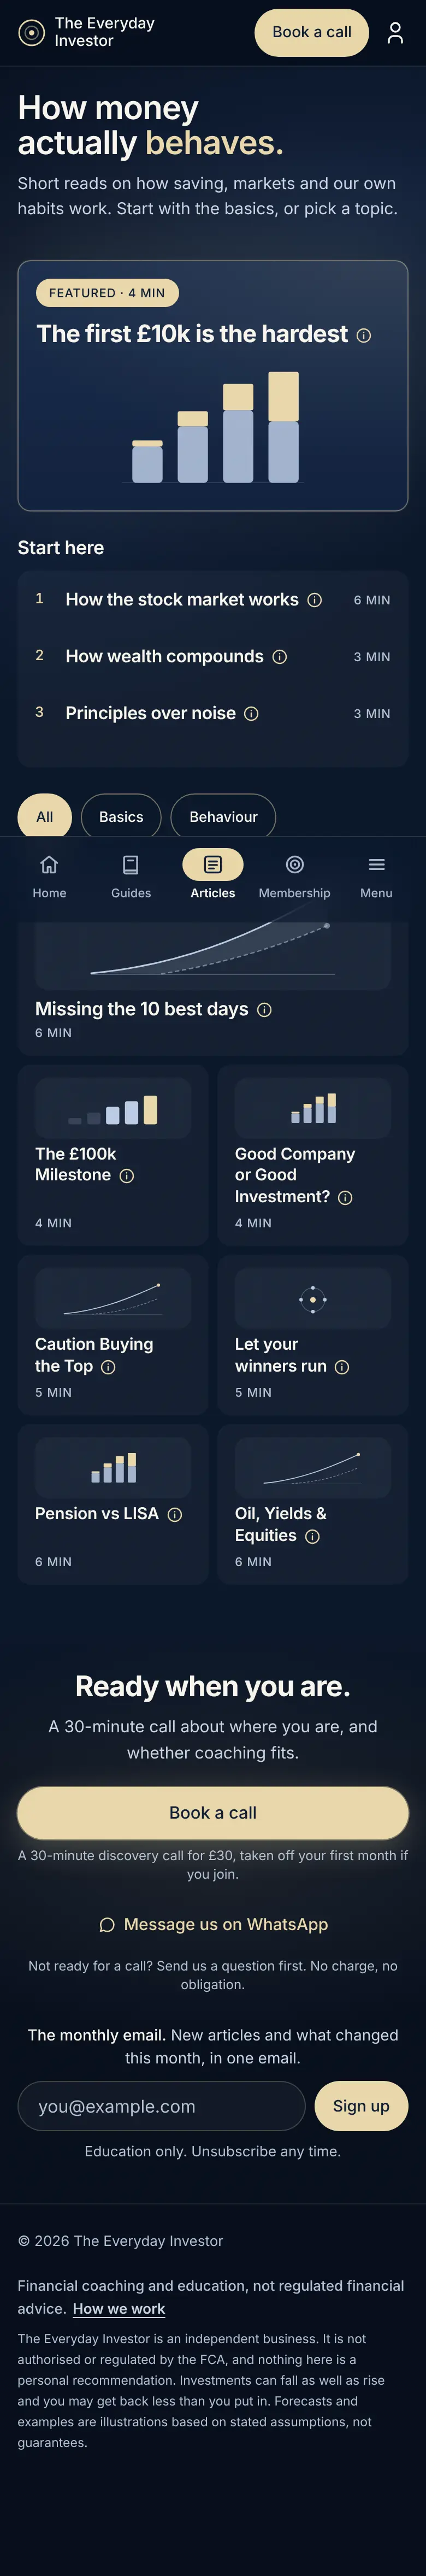 The Everyday
Investor
Book a call
How money
actually behaves.
Short reads on how saving, markets and our own
habits work. Start with the basics, or pick a topic.
FEATURED · 4 MIN
The first £10k is the hardest
Start here
1 How the stock market works 6 MIN
2 How wealth compounds 3 MIN
3 Principles over noise 3 MIN
All Basics Behaviour
Home Guides Articles Membership Menu
Missing the 10 best days
6 MIN
The £100k
Milestone
4 MIN
Good Company
or Good
Investment?
4 MIN
Caution Buying
the Top
5 MIN
Let your
winners run
5 MIN
Pension vs LISA
6 MIN
Oil, Yields &
Equities
6 MIN
Ready when you are.
A 30-minute call about where you are, and
whether coaching fits.
Book a call
A 30-minute discovery call for £30, taken off your first month if
you join.
Message us on WhatsApp
Not ready for a call? Send us a question first. No charge, no
obligation.
The monthly email. New articles and what changed
this month, in one email.
you@example.com Sign up
Education only. Unsubscribe any time.
© 2026 The Everyday Investor
Financial coaching and education, not regulated financial
advice. How we work
The Everyday Investor is an independent business. It is not
authorised or regulated by the FCA, and nothing here is a
personal recommendation. Investments can fall as well as rise
and you may get back less than you put in. Forecasts and
examples are illustrations based on stated assumptions, not
guarantees.